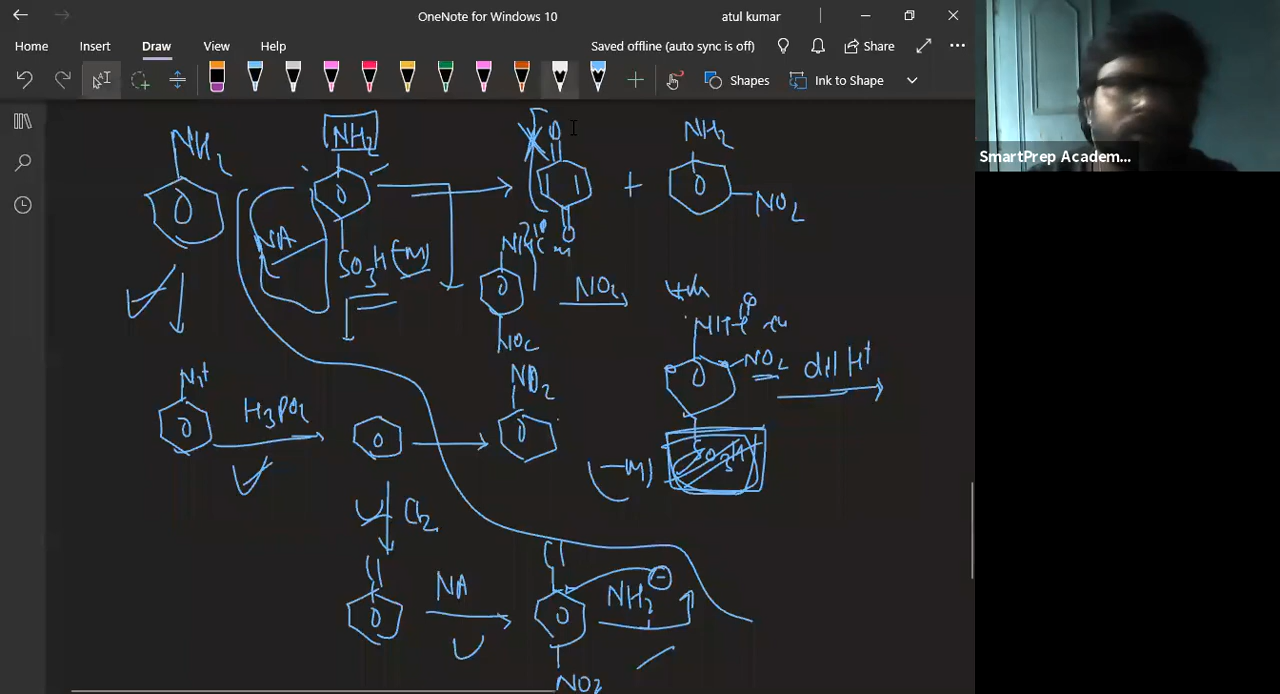 OneNote for Windows 10
atul kumar
Home Insert Draw View Help
Saved offline (auto sync is off)
Share
Shapes
Ink to Shape
SmartPrep Academ...
NH2
NH2
O
NH2
+
NO2
O
NA
SO3H (-M)
NO2
+M
NO2
dil H+
N2+
H3PO2
NO2
(-M)
SO3H
Cl2
Cl
NA
Cl
NH2
NO2